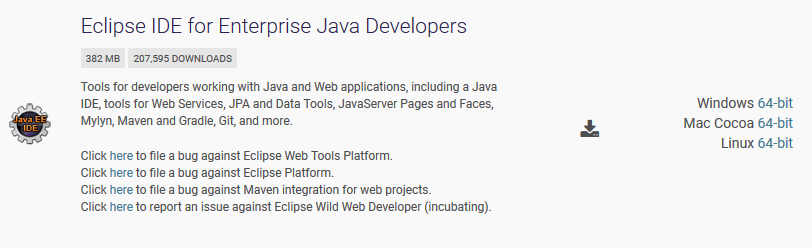 Eclipse IDE for Enterprise Java Developers
382 MB 207,595 DOWNLOADS
Tools for developers working with Java and Web applications, including a Java
IDE, tools for Web Services, JPA and Data Tools, JavaServer Pages and Faces,
Mylyn, Maven and Gradle, Git, and more.
Click here to file a bug against Eclipse Web Tools Platform.
Click here to file a bug against Eclipse Platform.
Click here to file a bug against Maven integration for web projects.
Click here to report an issue against Eclipse Wild Web Developer (incubating).
Java EE
IDE
Windows 64-bit
Mac Cocoa 64-bit
Linux 64-bit